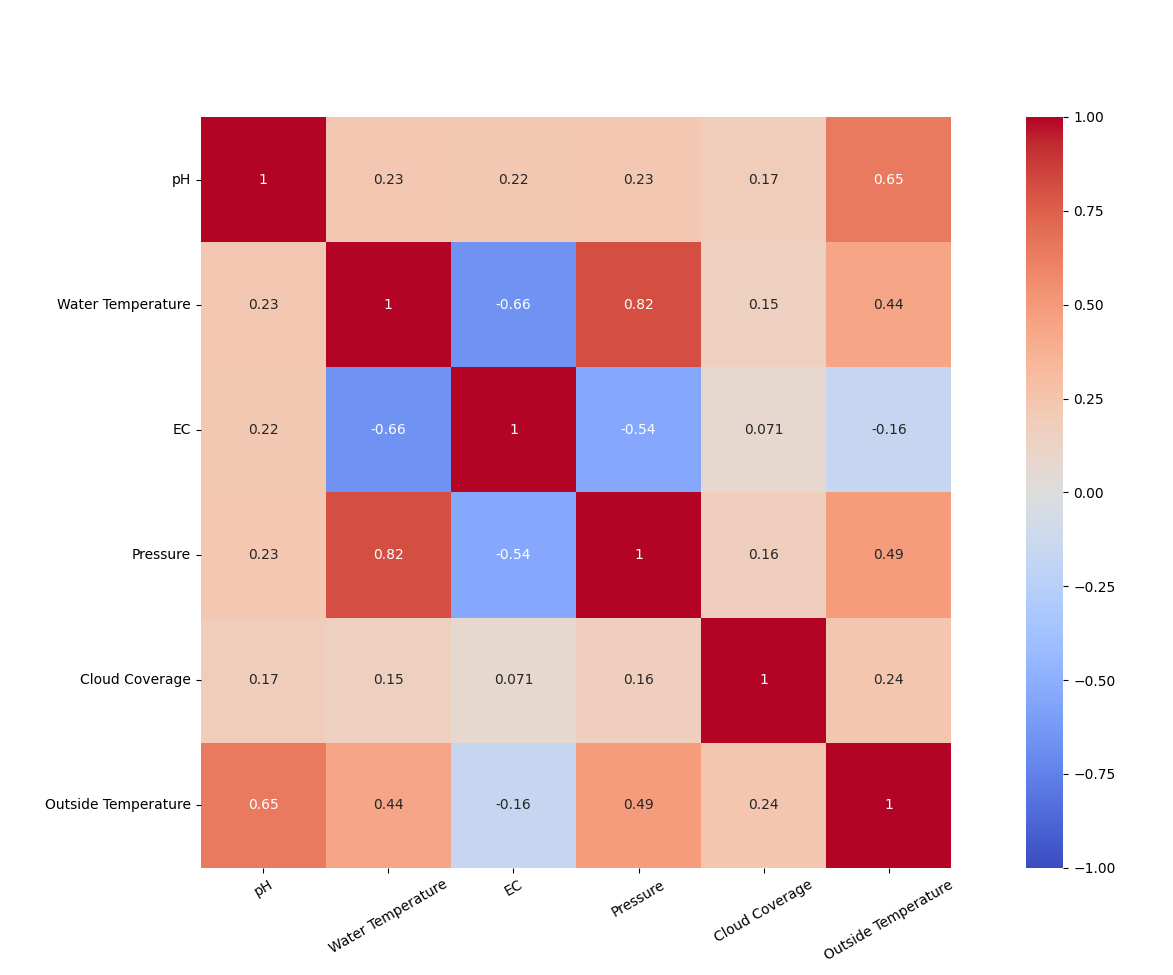 pH 1 0.23 0.22 0.23 0.17 0.65
Water Temperature 0.23 1 -0.66 0.82 0.15 0.44
EC 0.22 -0.66 1 -0.54 0.071 -0.16
Pressure 0.23 0.82 -0.54 1 0.16 0.49
Cloud Coverage 0.17 0.15 0.071 0.16 1 0.24
Outside Temperature 0.65 0.44 -0.16 0.49 0.24 1
pH
Water Temperature
EC
Pressure
Cloud Coverage
Outside Temperature
1.00
0.75
0.50
0.25
0.00
−0.25
−0.50
−0.75
−1.00